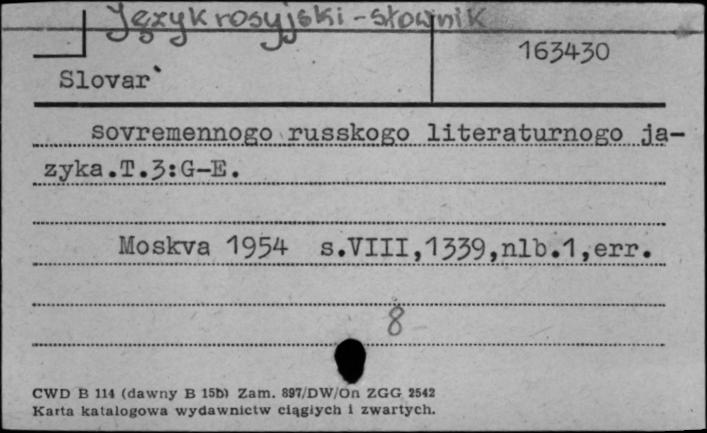 Język rosyjski - słownik
163430
Slovar`
sovremennogo russkogo literaturnogo ja-
zyka.T.3:G-E.
Moskva 1954 s.VIII,1339,nlb.1,err.
8
CWD B 114 (dawny B 15b) Zam. 897/DW/On ZGG 2542
Karta katalogowa wydawnictw ciągłych i zwartych.